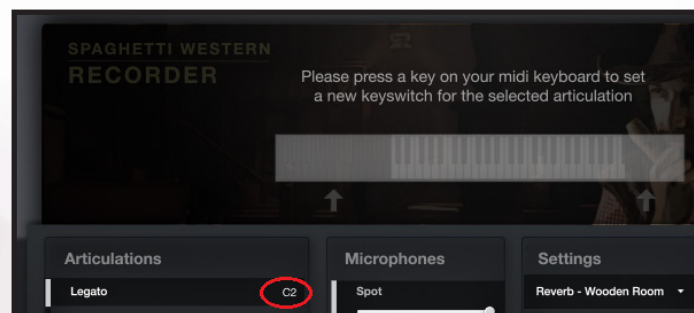 SPAGHETTI WESTERN
RECORDER
Please press a key on your midi keyboard to set
a new keyswitch for the selected articulation
Articulations
Microphones
Settings
Legato
C2
Spot
Reverb - Wooden Room